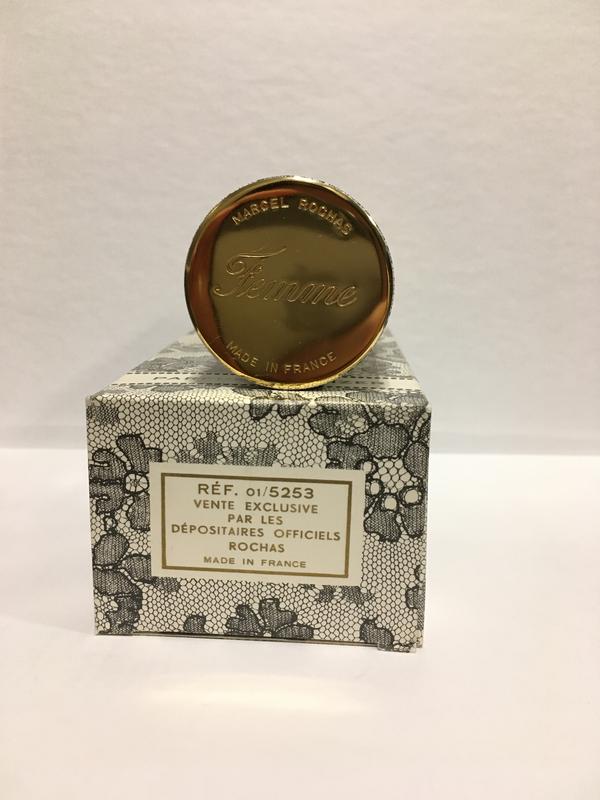 MARCEL ROCHAS
Femme
MADE IN FRANCE
RÉF. 01/5253
VENTE EXCLUSIVE
PAR LES
DÉPOSITAIRES OFFICIELS
ROCHAS
MADE IN FRANCE